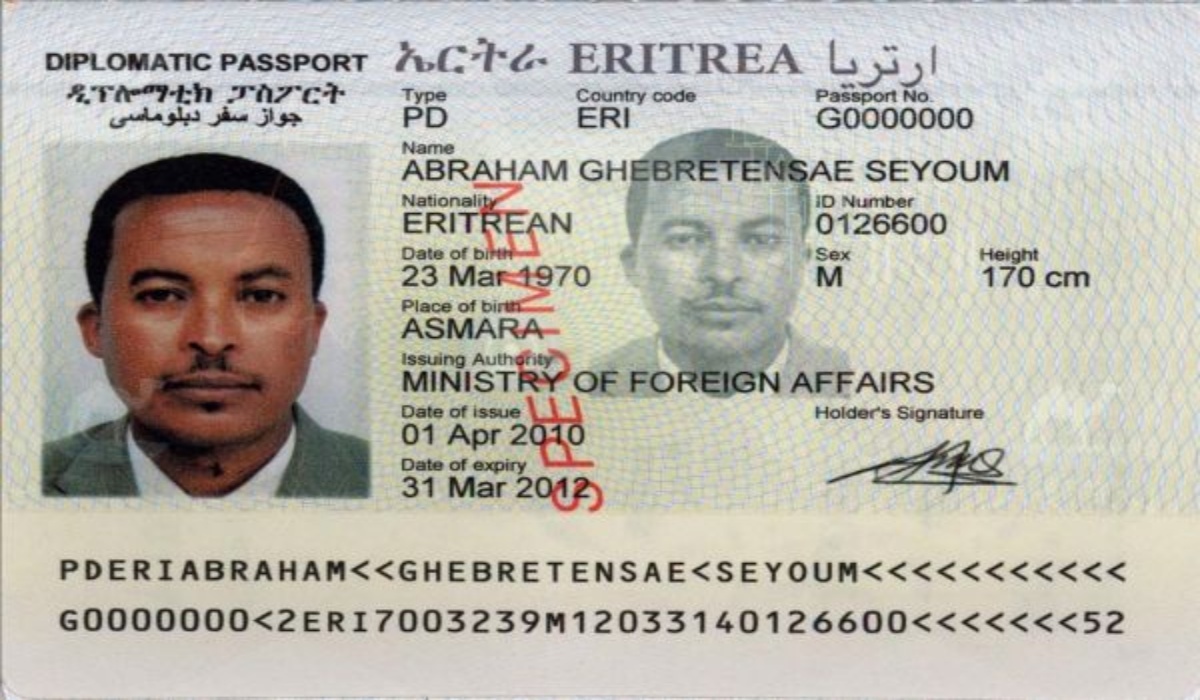 DIPLOMATIC PASSPORT
ዲፕሎማቲክ ፓስፖርት
جواز سفر دبلوماسى
ኤርትራ ERITREA ارتريا
Type Country code Passport No.
PD ERI G0000000
Name
ABRAHAM GHEBRETENSAE SEYOUM
Nationality ID Number
ERITREAN 0126600
Date of birth Sex Height
23 Mar 1970 M 170 cm
Place of birth
ASMARA
Issuing Authority
MINISTRY OF FOREIGN AFFAIRS
Date of issue Holder's Signature
01 Apr 2010
Date of expiry
31 Mar 2012
SPECIMEN
PDERIABRAHAM<<GHEBRETENSAE<SEYOUM<<<<<<<<<<<
G0000000<2ERI7003239M12033140126600<<<<<<<52